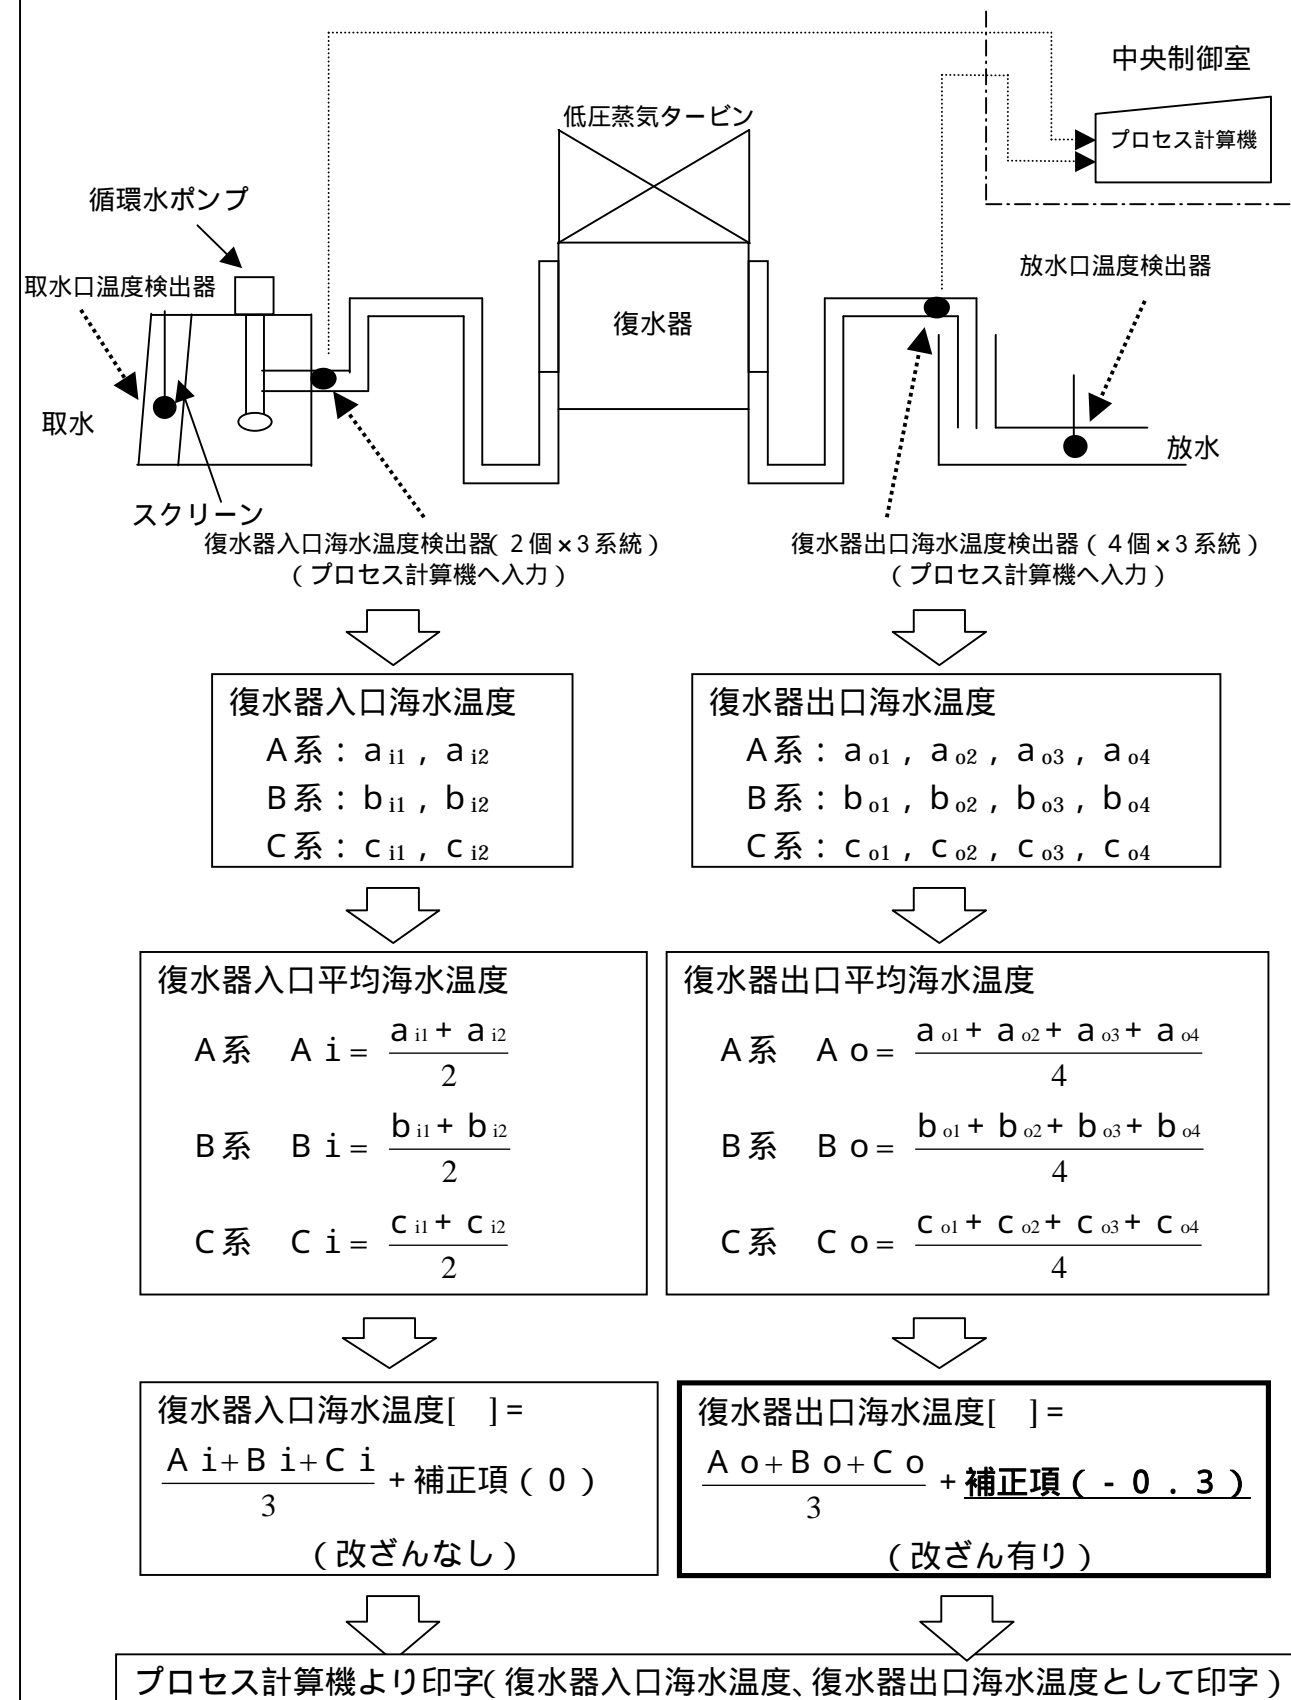 中央制御室
プロセス計算機
低圧蒸気タービン
循環水ポンプ
取水口温度検出器
放水口温度検出器
復水器
取水
放水
スクリーン
復水器入口海水温度検出器(2個×3系統)
(プロセス計算機へ入力)
復水器出口海水温度検出器(4個×3系統)
(プロセス計算機へ入力)
復水器入口海水温度
A系:a i1 , a i2
B系:b i1 , b i2
C系:c i1 , c i2
復水器出口海水温度
A系:a o1 , a o2 , a o3 , a o4
B系:b o1 , b o2 , b o3 , b o4
C系:c o1 , c o2 , c o3 , c o4
復水器入口平均海水温度
A系 A i = a i1 + a i2
2
B系 B i = b i1 + b i2
2
C系 C i = c i1 + c i2
2
復水器出口平均海水温度
A系 A o = a o1 + a o2 + a o3 + a o4
4
B系 B o = b o1 + b o2 + b o3 + b o4
4
C系 C o = c o1 + c o2 + c o3 + c o4
4
復水器入口海水温度[ ]=
A i + B i + C i
3
+補正項(0)
(改ざんなし)
復水器出口海水温度[ ]=
A o + B o + C o
3
+補正項(-0.3)
(改ざん有り)
プロセス計算機より印字(復水器入口海水温度、復水器出口海水温度として印字)